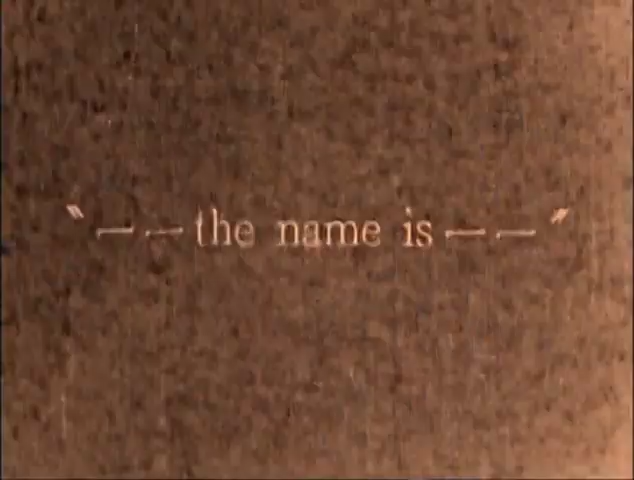 "— — the name is — —"